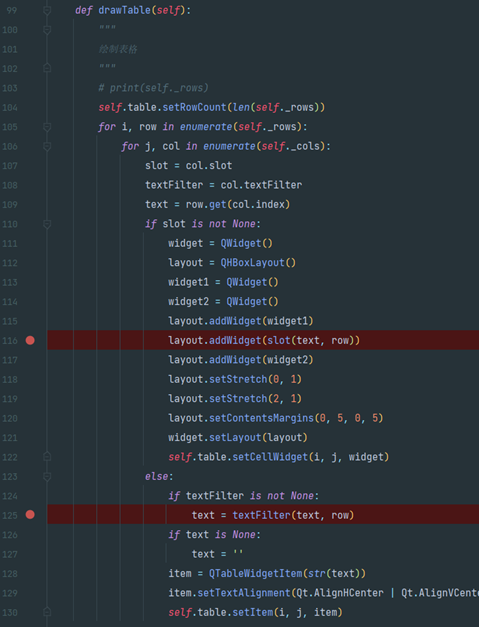 99 def drawTable(self):
100 """
101 绘制表格
102 """
103 # print(self._rows)
104 self.table.setRowCount(len(self._rows))
105 for i, row in enumerate(self._rows):
106 for j, col in enumerate(self._cols):
107 slot = col.slot
108 textFilter = col.textFilter
109 text = row.get(col.index)
110 if slot is not None:
111 widget = QWidget()
112 layout = QHBoxLayout()
113 widget1 = QWidget()
114 widget2 = QWidget()
115 layout.addWidget(widget1)
116 layout.addWidget(slot(text, row))
117 layout.addWidget(widget2)
118 layout.setStretch(0, 1)
119 layout.setStretch(2, 1)
120 layout.setContentsMargins(0, 5, 0, 5)
121 widget.setLayout(layout)
122 self.table.setCellWidget(i, j, widget)
123 else:
124 if textFilter is not None:
125 text = textFilter(text, row)
126 if text is None:
127 text = ''
128 item = QTableWidgetItem(str(text))
129 item.setTextAlignment(Qt.AlignHCenter | Qt.AlignVCente
130 self.table.setItem(i, j, item)